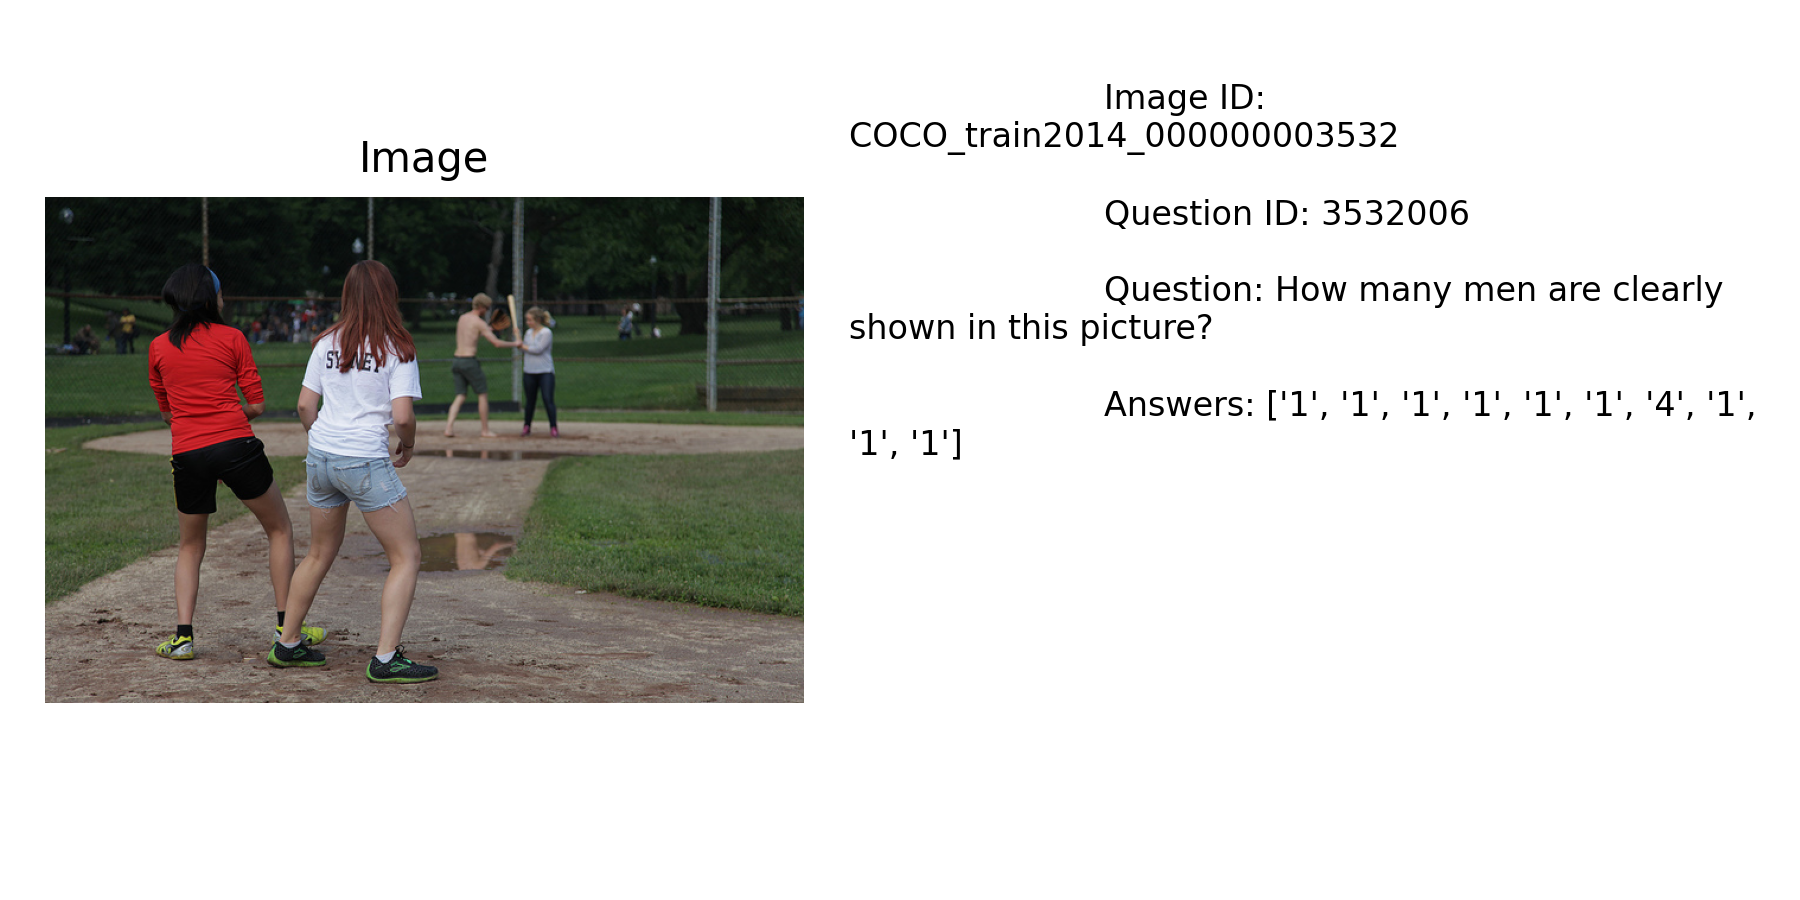 Image
SYDNEY
Image ID:
COCO_train2014_000000003532
Question ID: 3532006
Question: How many men are clearly
shown in this picture?
Answers: ['1', '1', '1', '1', '1', '1', '4', '1',
'1', '1']